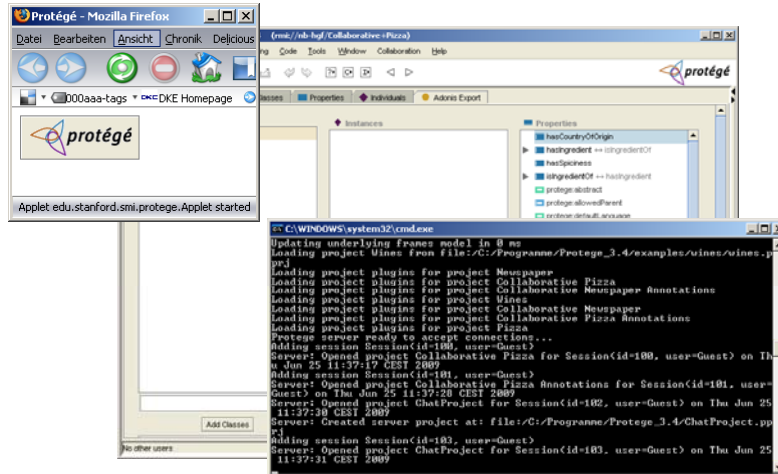 Protégé - Mozilla Firefox
Datei Bearbeiten Ansicht Chronik Delicious
000aaa-tags DKE DKE Homepage
protégé
Applet edu.stanford.smi.protege.Applet started
(rmi://nb-hgf/Collaborative+Pizza)
Code Tools Window Collaboration Help
protégé
Properties Individuals Adonis Export
Instances
Properties
hasCountryOfOrigin
hasIngredient ↔ isIngredientOf
hasSpiciness
isIngredientOf ↔ hasIngredient
protege:abstract
protege:allowedParent
protege:defaultLanguage
Add Classes
No other users
C:\WINDOWS\system32\cmd.exe
Updating underlying frames model in 0 ms
Loading project Wines from file:/C:/Programme/Protege_3.4/examples/wines/wines.p
prj
Loading project plugins for project Newspaper
Loading project plugins for project Collaborative Pizza
Loading project plugins for project Collaborative Newspaper Annotations
Loading project plugins for project Wines
Loading project plugins for project Collaborative Newspaper
Loading project plugins for project Collaborative Pizza Annotations
Loading project plugins for project Pizza
Protege server ready to accept connections...
Adding session Session(id=100, user=Guest)
Server: Opened project Collaborative Pizza for Session(id=100, user=Guest) on Th
u Jun 25 11:37:17 CEST 2009
Adding session Session(id=101, user=Guest)
Server: Opened project Collaborative Pizza Annotations for Session(id=101, user=
Guest) on Thu Jun 25 11:37:28 CEST 2009
Server: Opened project ChatProject for Session(id=102, user=Guest) on Thu Jun 25
11:37:30 CEST 2009
Server: Created server project at: file:/C:/Programme/Protege_3.4/ChatProject.pp
rj
Adding session Session(id=103, user=Guest)
Server: Opened project ChatProject for Session(id=103, user=Guest) on Thu Jun 25
11:37:31 CEST 2009